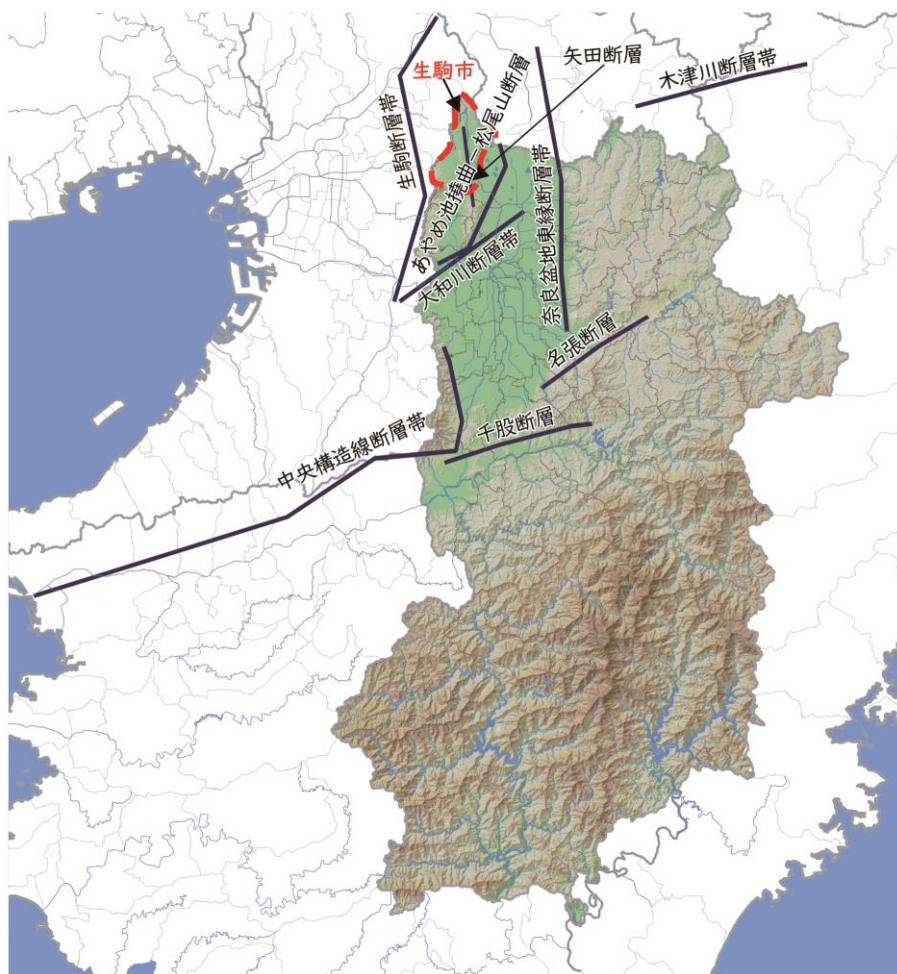 生駒市
矢田断層
木津川断層帯
生駒断層帯
あやめ池撓曲－松尾山断層
大和川断層帯
奈良盆地東縁断層帯
名張断層
千股断層
中央構造線断層帯